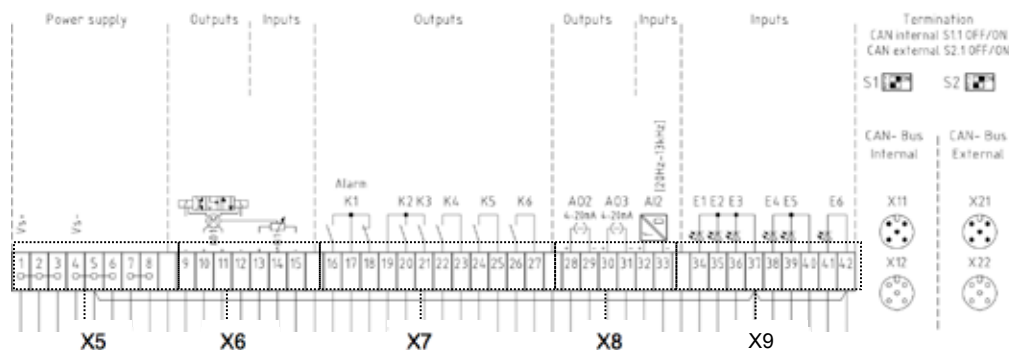 Power supply Outputs Inputs Outputs Outputs Inputs Inputs Termination
CAN internal S1.1 OFF/ON
CAN external S2.1 OFF/ON
S1 S2
CAN- Bus Internal
CAN- Bus External
[20Hz-13kHz]
Alarm
K1 K2 K3 K4 K5 K6 AO2 AO3 AI2 E1 E2 E3 E4 E5 E6 X11 X21
4-20mA 4-20mA
Vs+ Vs-
1 2 3 4 5 6 7 8 9 10 11 12 13 14 15 16 17 18 19 20 21 22 23 24 25 26 27 28 29 30 31 32 33 34 35 36 37 38 39 40 41 42 X12 X22
X5 X6 X7 X8 X9